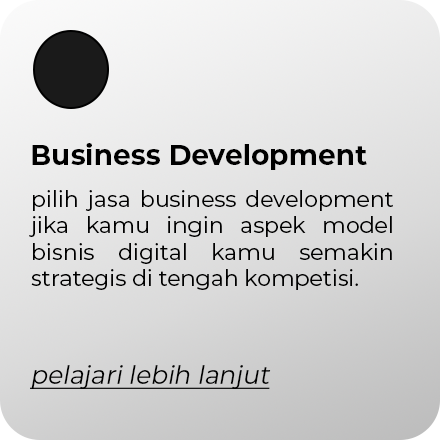 Business Development
pilih jasa business development
jika kamu ingin aspek model
bisnis digital kamu semakin
strategis di tengah kompetisi.
pelajari lebih lanjut